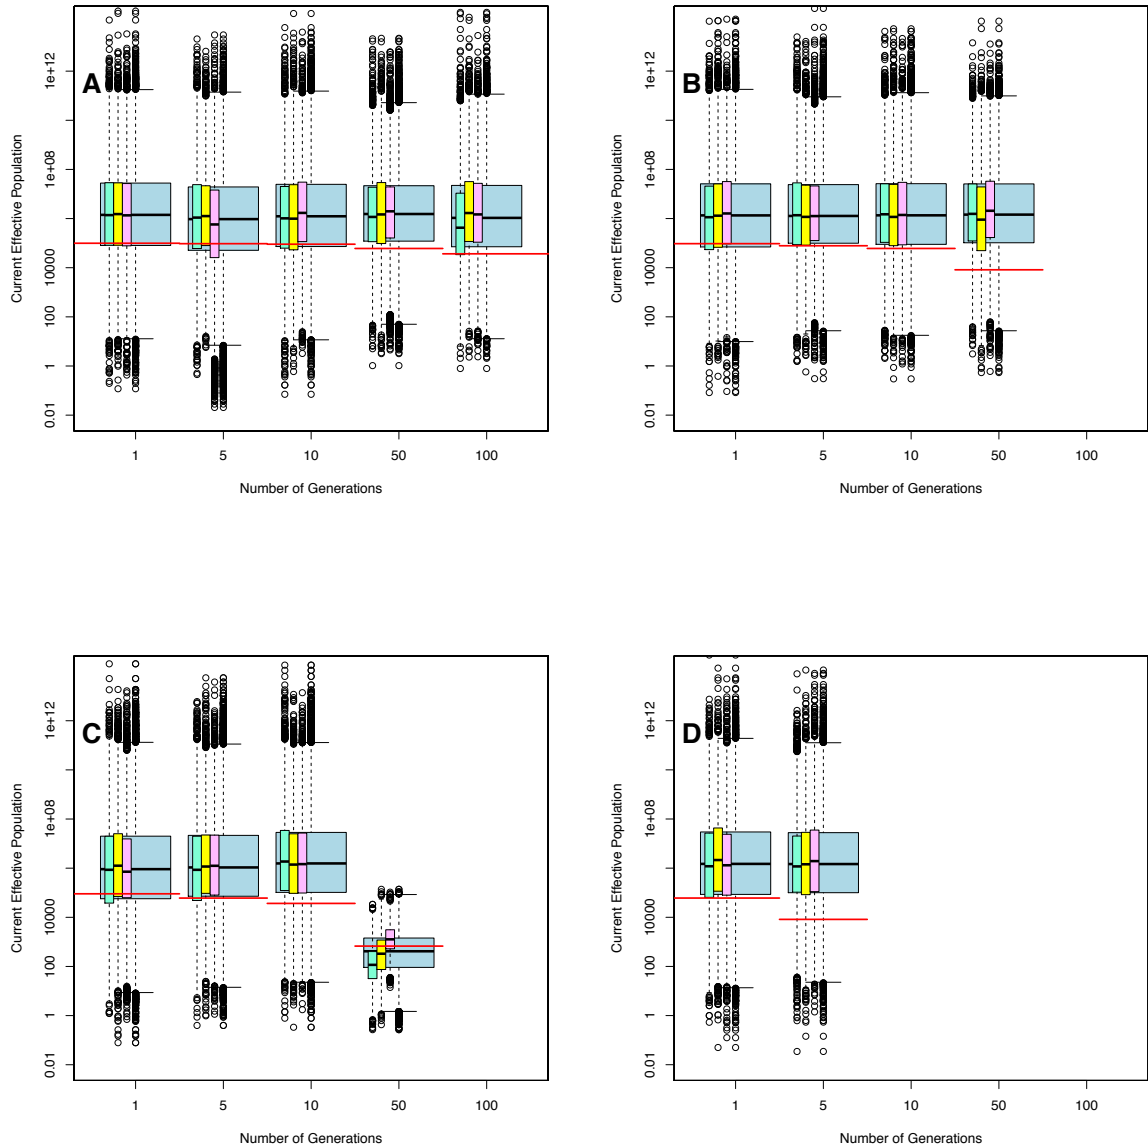 A
Current Effective Population
1e+12
1e+08
10000
100
1
0.01
1 5 10 50 100
Number of Generations
B
Current Effective Population
1e+12
1e+08
10000
100
1
0.01
1 5 10 50 100
Number of Generations
C
Current Effective Population
1e+12
1e+08
10000
100
1
0.01
1 5 10 50 100
Number of Generations
D
Current Effective Population
1e+12
1e+08
10000
100
1
0.01
1 5 10 50 100
Number of Generations